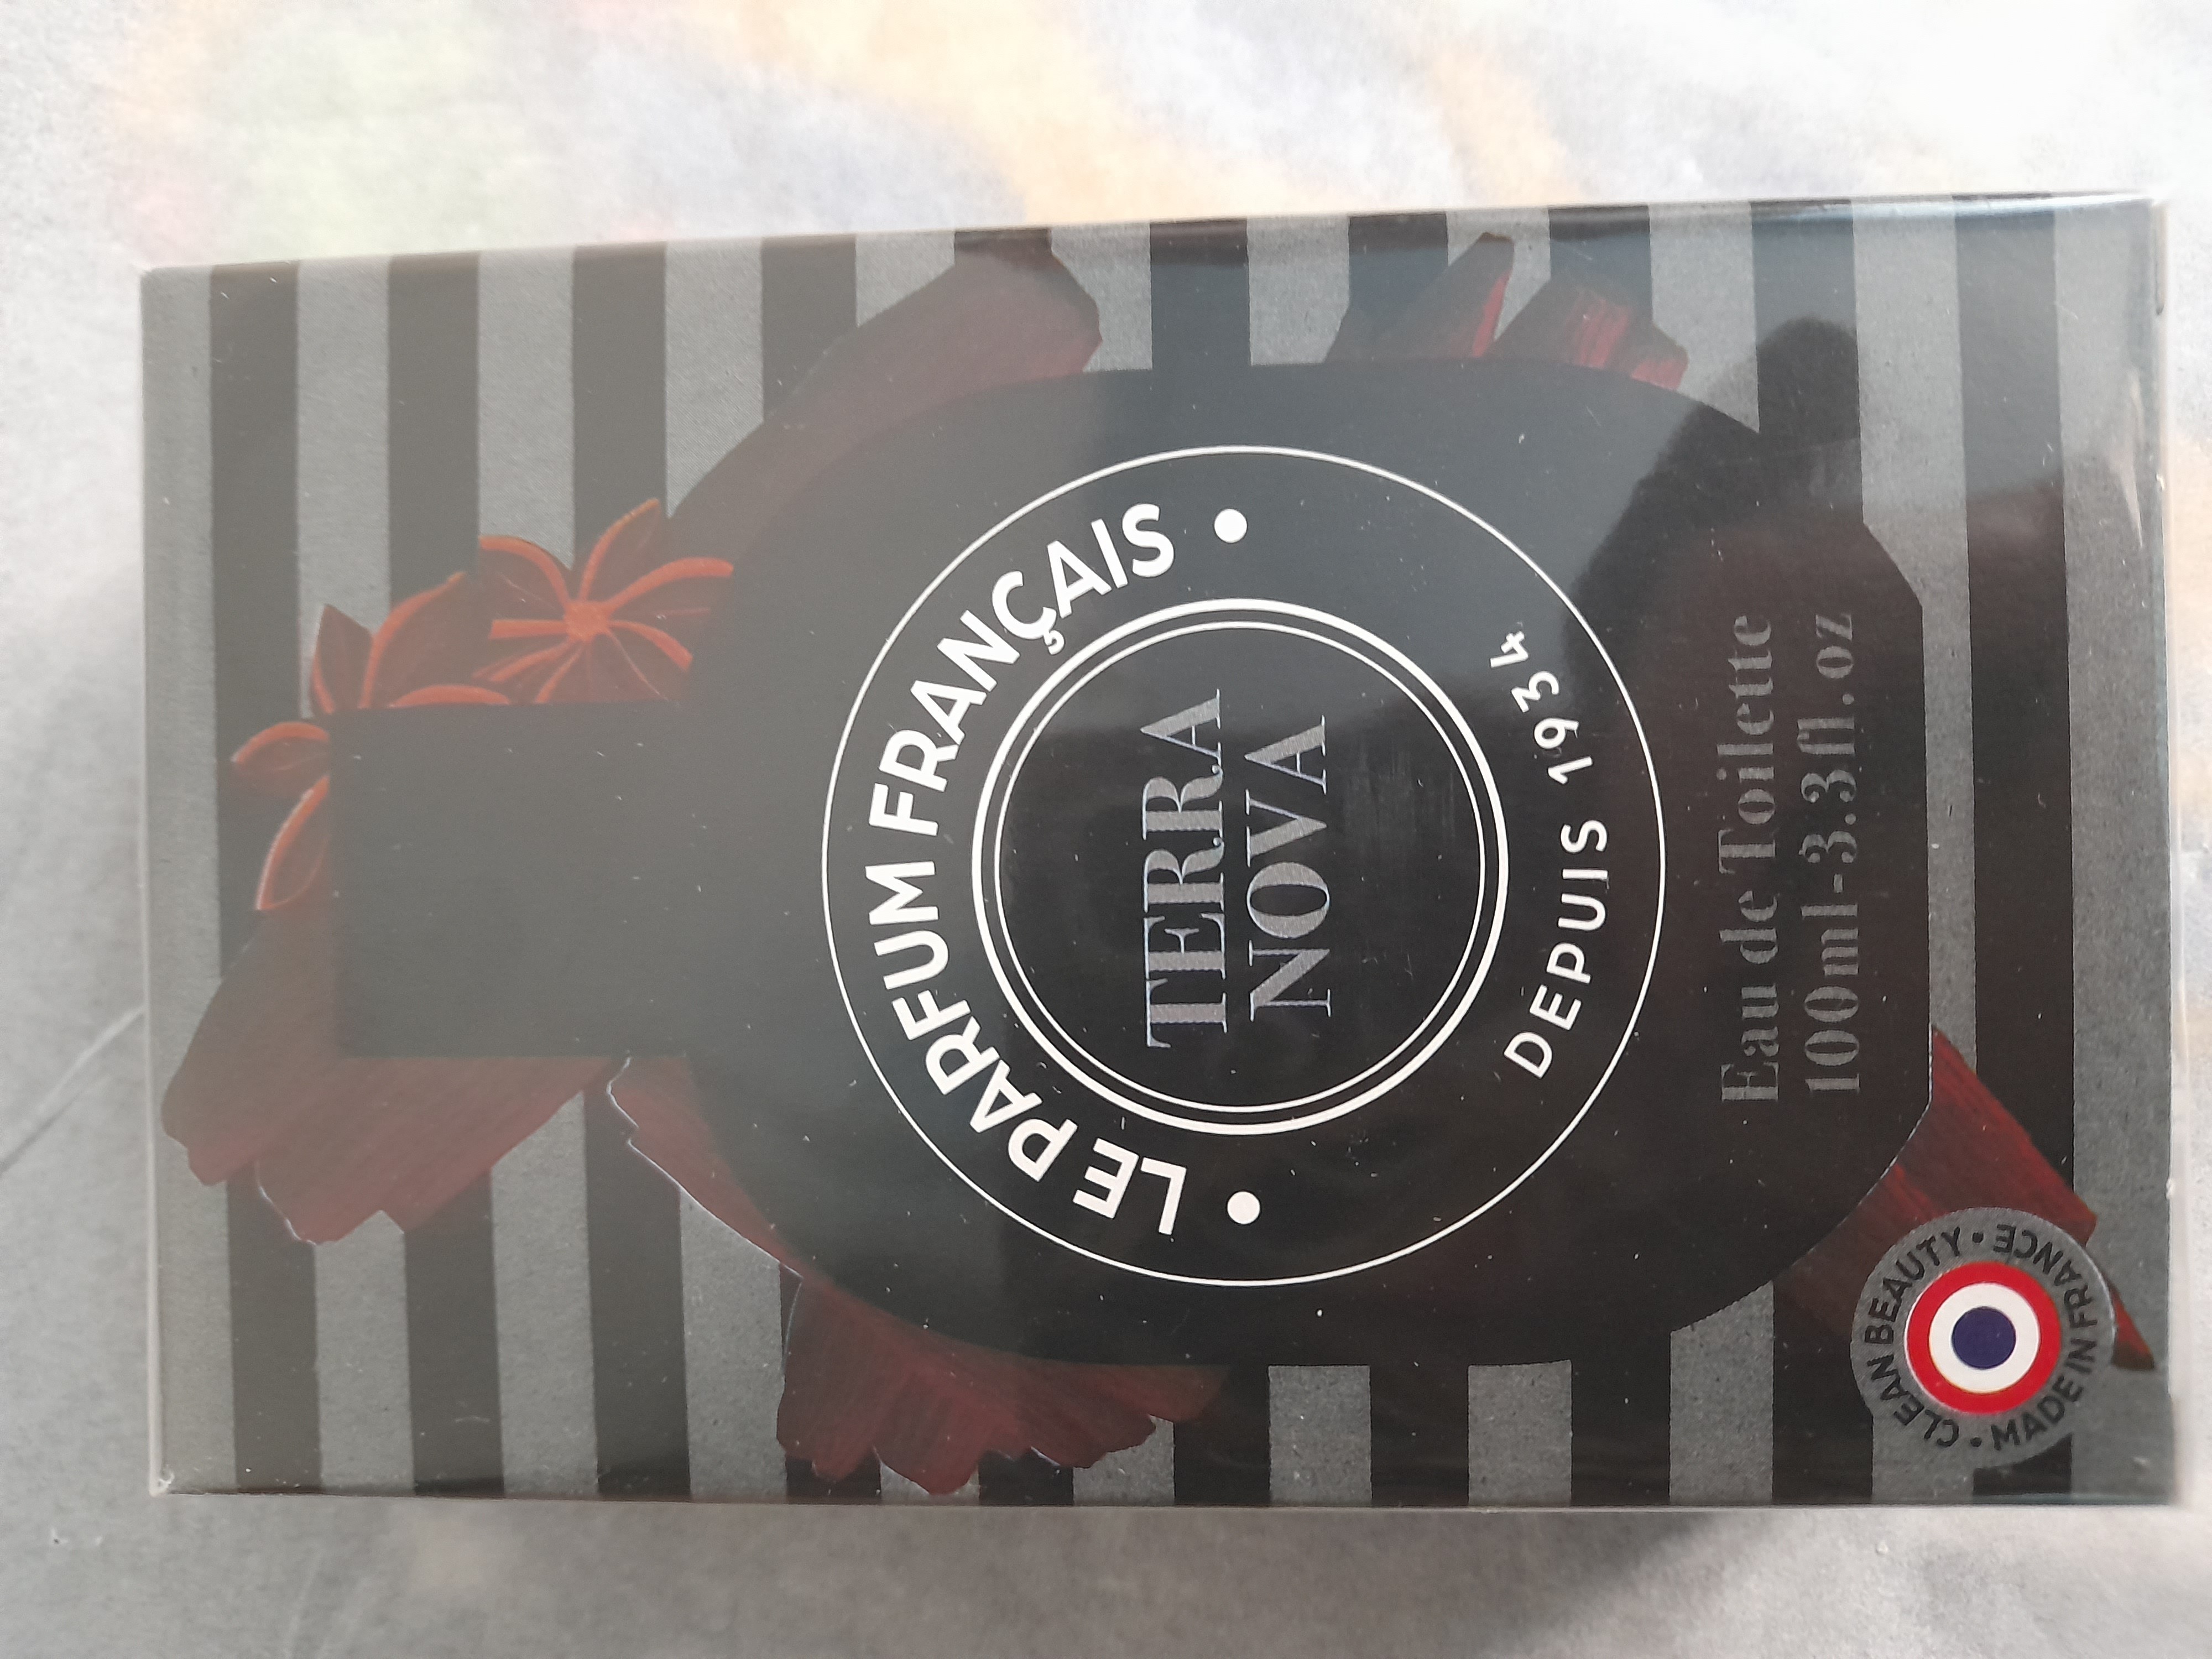 • LE PARFUM FRANÇAIS •
TERRA
NOVA
DEPUIS 1934
Eau de Toilette
100ml-3.3fl.oz
CLEAN BEAUTY • MADE IN FRANCE •